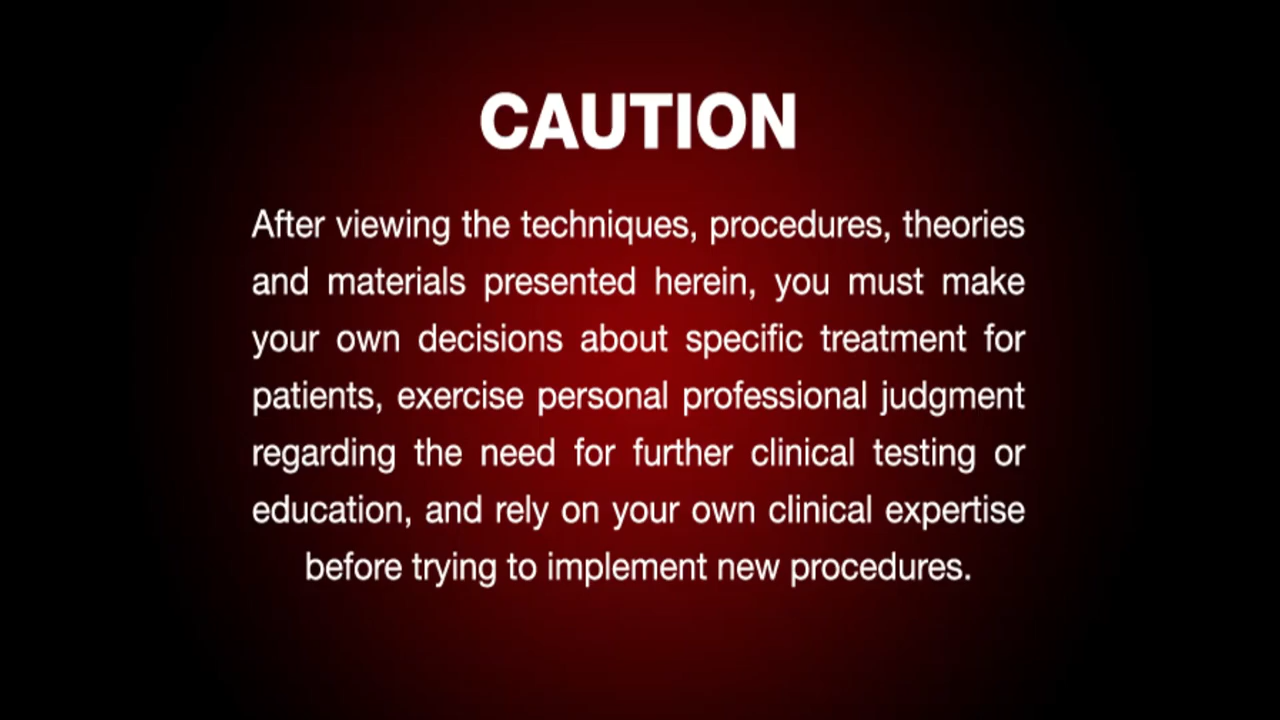 CAUTION
After viewing the techniques, procedures, theories
and materials presented herein, you must make
your own decisions about specific treatment for
patients, exercise personal professional judgment
regarding the need for further clinical testing or
education, and rely on your own clinical expertise
before trying to implement new procedures.